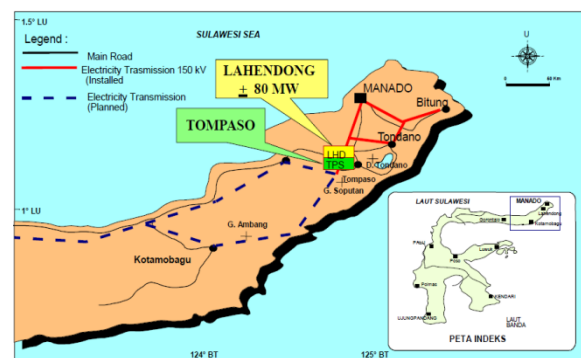 1.5° LU
SULAWESI SEA
Legend :
Main Road
Electricity Trasmission 150 kV
(Installed
Electricity Transmission
(Planned)
U
LAHENDONG
± 80 MW
MANADO
Bitung
TOMPASO
Tondano
LHD
TPS
D. Tondano
Tompaso
G. Soputan
1° LU
G. Ambang
Kotamobagu
LAUT SULAWESI
MANADO
Lahendong
Gorontalo
Kotamobagu
PALU
Poso
Luwuk
KENDARI
UJUNGPANDANG
LAUT
BANDA
PETA INDEKS
124° BT
125° BT